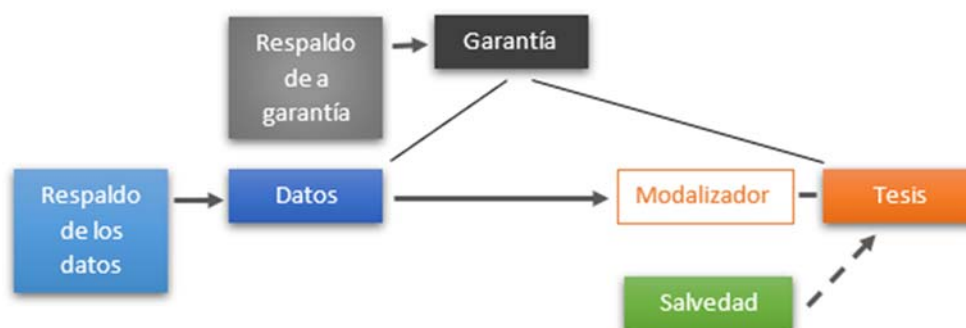 Respaldo
de a
garantía
Garantía
Respaldo
de los
datos
Datos
Modalizador
Tesis
Salvedad